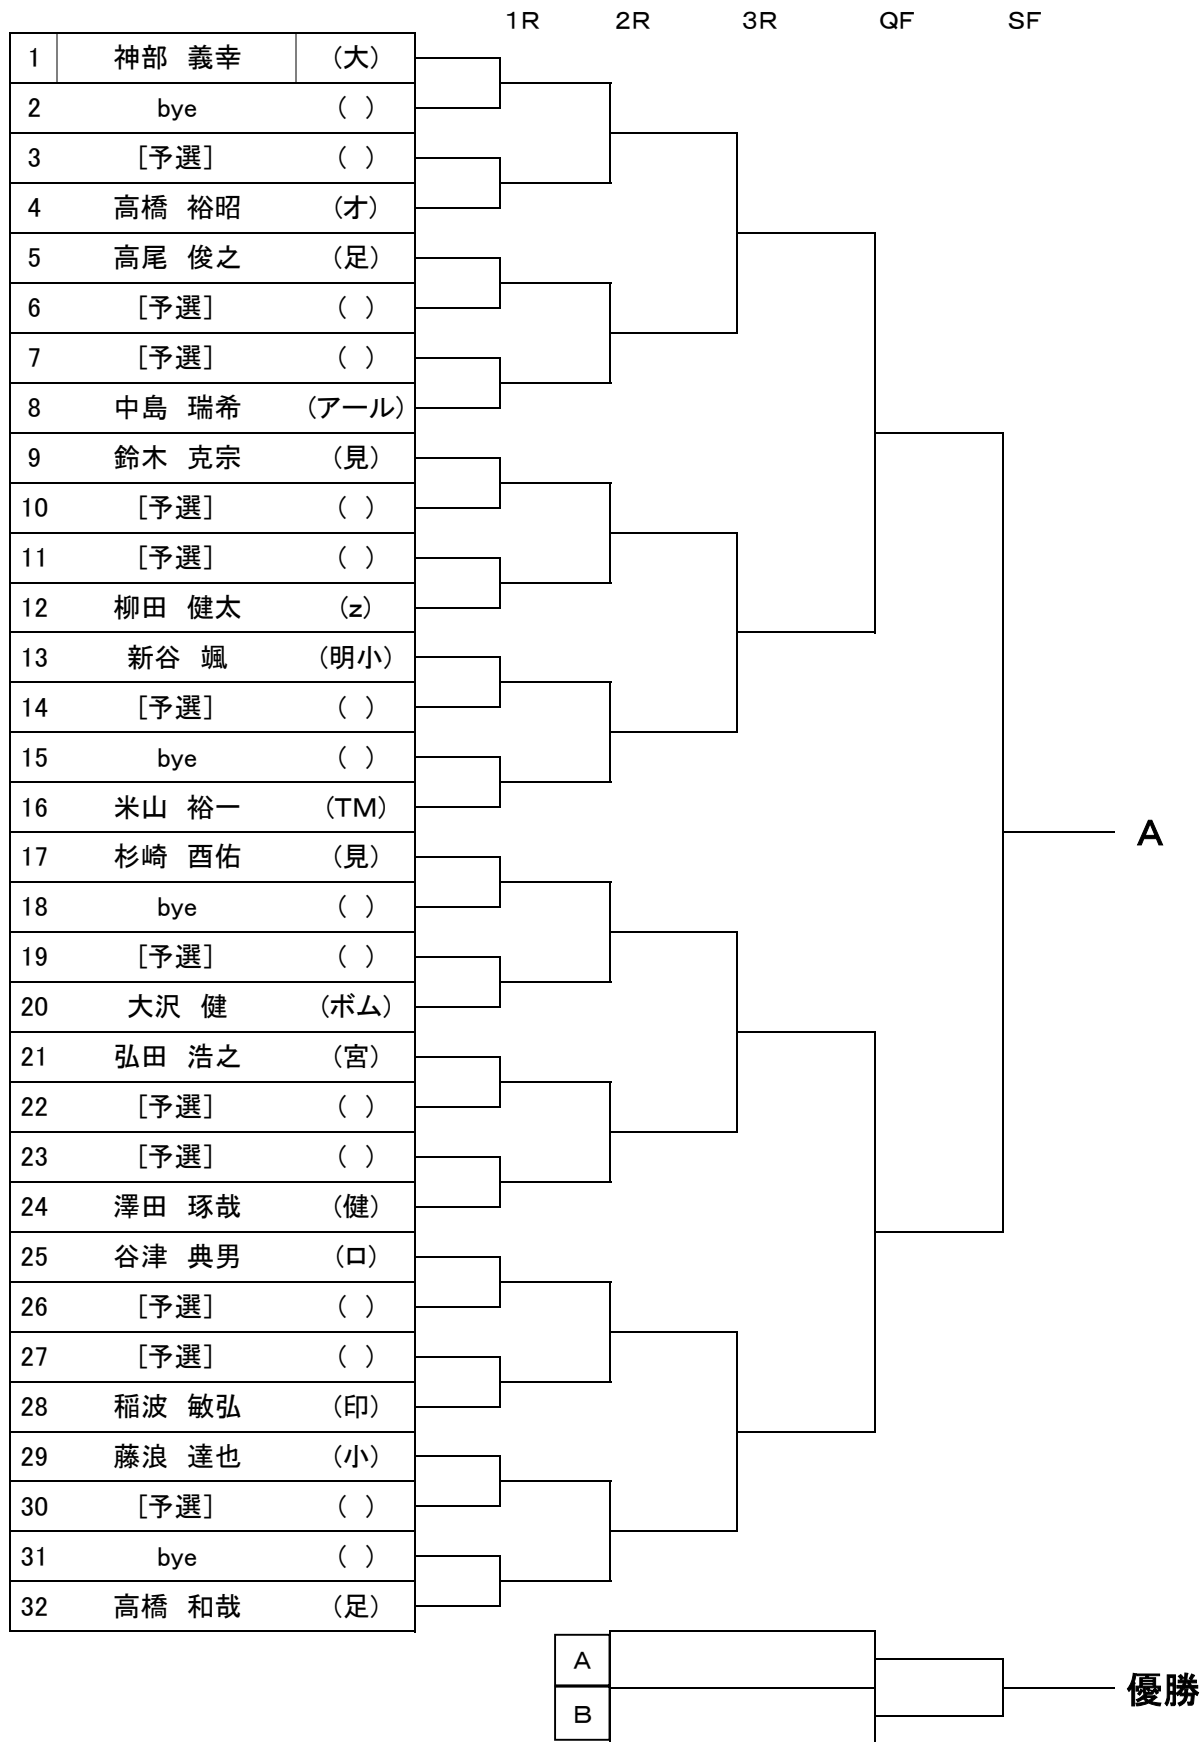 1R 2R 3R QF SF
1 神部 義幸 (大)
2 bye ( )
3 [予選] ( )
4 高橋 裕昭 (才)
5 高尾 俊之 (足)
6 [予選] ( )
7 [予選] ( )
8 中島 瑞希 (アール)
9 鈴木 克宗 (見)
10 [予選] ( )
11 [予選] ( )
12 柳田 健太 (z)
13 新谷 颯 (明小)
14 [予選] ( )
15 bye ( )
16 米山 裕一 (TM)
A
17 杉崎 酉佑 (見)
18 bye ( )
19 [予選] ( )
20 大沢 健 (ボム)
21 弘田 浩之 (宮)
22 [予選] ( )
23 [予選] ( )
24 澤田 琢哉 (健)
25 谷津 典男 (ロ)
26 [予選] ( )
27 [予選] ( )
28 稲波 敏弘 (印)
29 藤浪 達也 (小)
30 [予選] ( )
31 bye ( )
32 高橋 和哉 (足)
A
優勝
B